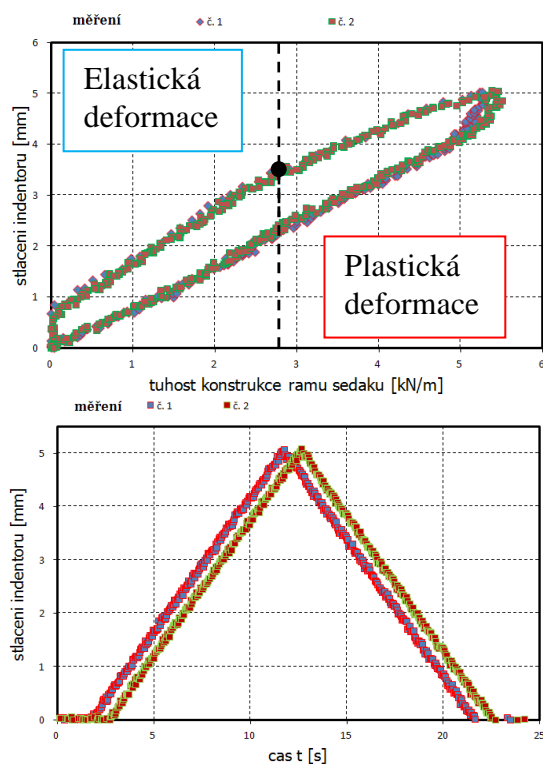 měření č. 1 č. 2
6
5
4
3
2
1
0
stlaceni indentoru [mm]
Elastická
deformace
Plastická
deformace
0 1 2 3 4 5 6
tuhost konstrukce ramu sedaku [kN/m]
měření č. 1 č. 2
5
4
3
2
1
0
stlaceni indentoru [mm]
0 5 10 15 20 25
cas t [s]